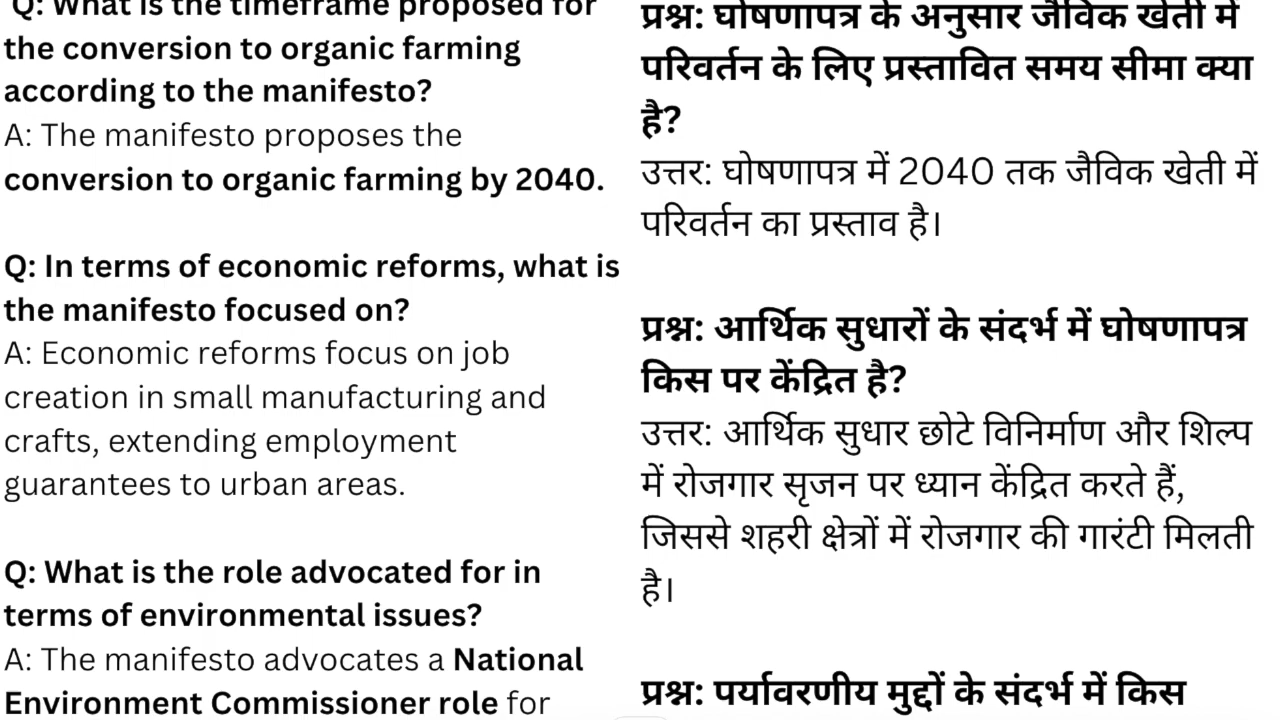 Q: What is the timeframe proposed for
the conversion to organic farming
according to the manifesto?
A: The manifesto proposes the
conversion to organic farming by 2040.
Q: In terms of economic reforms, what is
the manifesto focused on?
A: Economic reforms focus on job
creation in small manufacturing and
crafts, extending employment
guarantees to urban areas.
Q: What is the role advocated for in
terms of environmental issues?
A: The manifesto advocates a National
Environment Commissioner role for
प्रश्न: घोषणापत्र के अनुसार जैविक खेती में
परिवर्तन के लिए प्रस्तावित समय सीमा क्या
है?
उत्तर: घोषणापत्र में 2040 तक जैविक खेती में
परिवर्तन का प्रस्ताव है।
प्रश्न: आर्थिक सुधारों के संदर्भ में घोषणापत्र
किस पर केंद्रित है?
उत्तर: आर्थिक सुधार छोटे विनिर्माण और शिल्प
में रोजगार सृजन पर ध्यान केंद्रित करते हैं,
जिससे शहरी क्षेत्रों में रोजगार की गारंटी मिलती
है।
प्रश्न: पर्यावरणीय मुद्दों के संदर्भ में किस